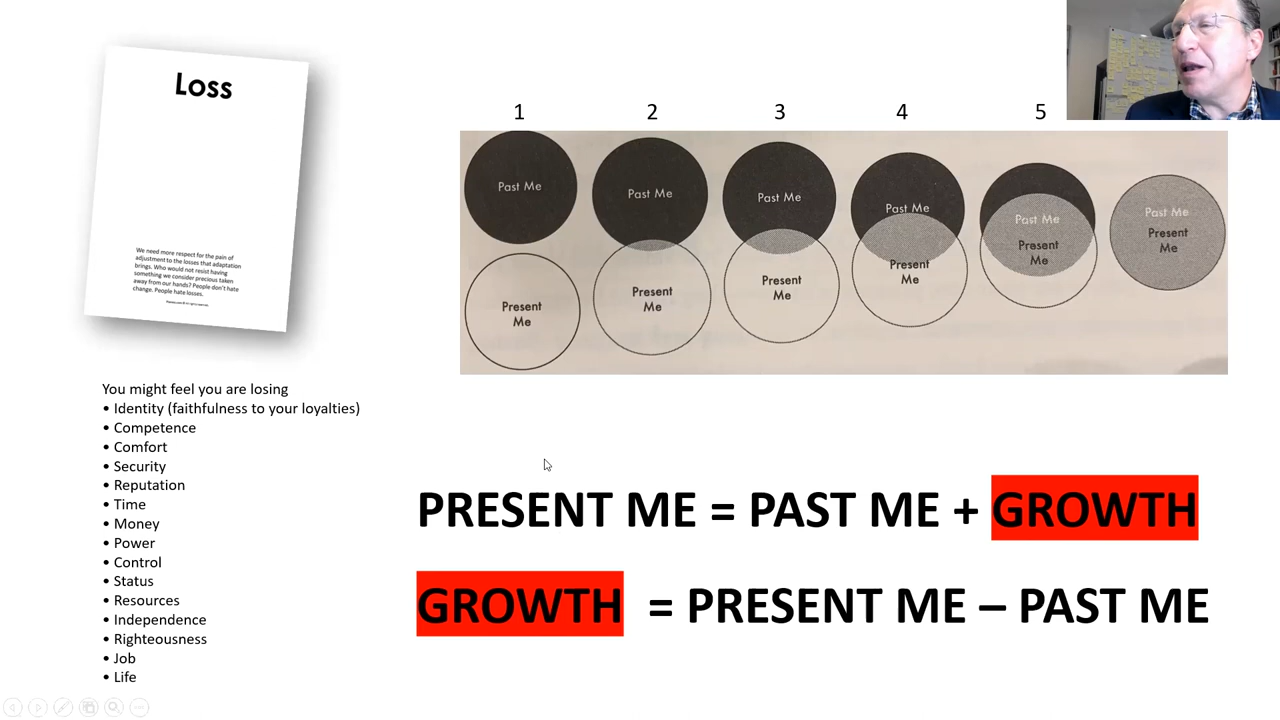 Loss
We need more respect for the pain of
adjustment to the losses that adaptation
brings. Who would not resist having
something we consider precious taken
away from our hands? People don't hate
change. People hate losses.
You might feel you are losing
• Identity (faithfulness to your loyalties)
• Competence
• Comfort
• Security
• Reputation
• Time
• Money
• Power
• Control
• Status
• Resources
• Independence
• Righteousness
• Job
• Life
1 2 3 4 5
Past Me Past Me Past Me Past Me Past Me Past Me
Present Present Present Present Present Present
Me Me Me Me Me Me
PRESENT ME = PAST ME + GROWTH
GROWTH = PRESENT ME – PAST ME